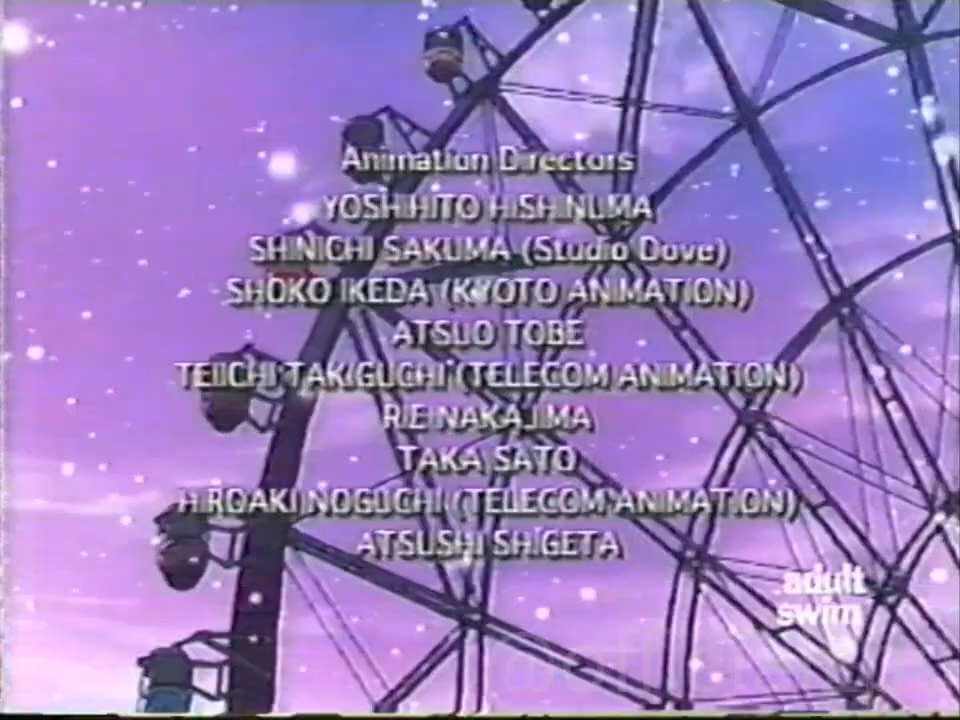 Animation Directors
YOSHIHITO HISHINUMA
SHINICHI SAKUMA (Studio Dove)
SHOKO IKEDA (KYOTO ANIMATION)
ATSUO TOBE
TEIICHI TAKIGUCHI (TELECOM ANIMATION)
RIE NAKAJIMA
TAKA SATO
HIROAKI NOGUCHI (TELECOM ANIMATION)
ATSUSHI SHIGETA
adult
swim